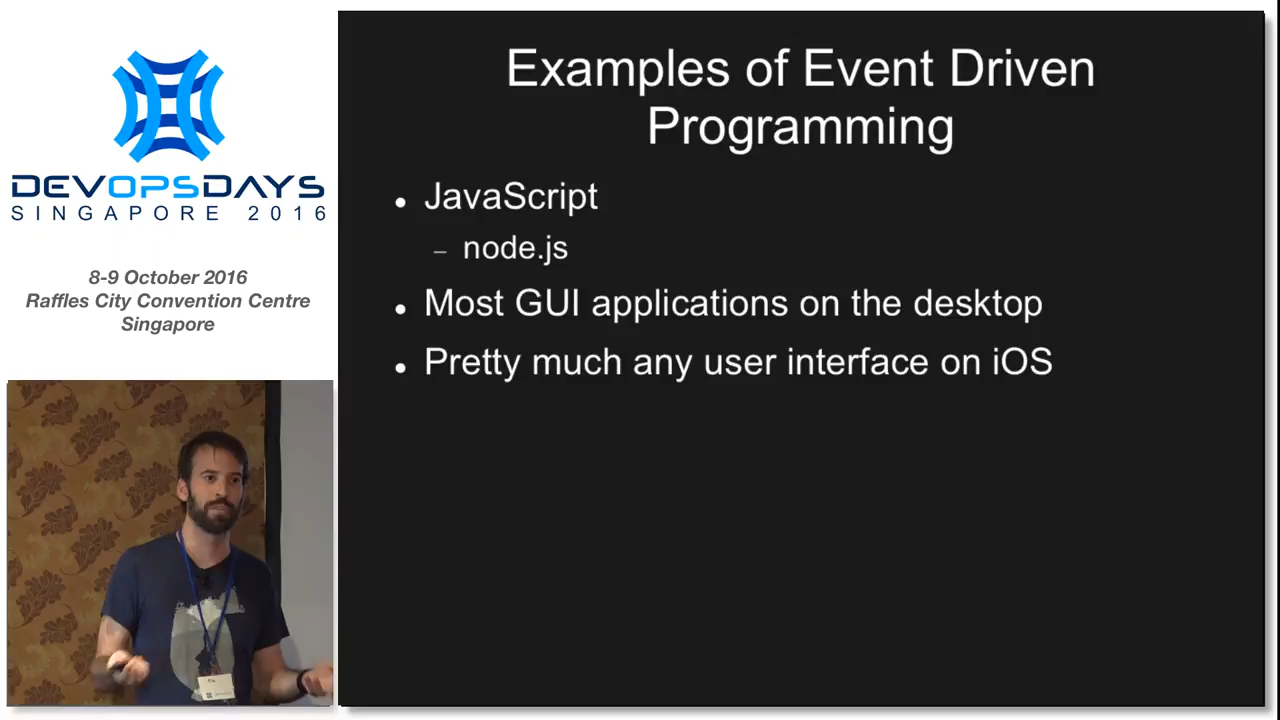 DEVOPSDAYS
SINGAPORE 2016
8-9 October 2016
Raffles City Convention Centre
Singapore
Examples of Event Driven
Programming
• JavaScript
– node.js
• Most GUI applications on the desktop
• Pretty much any user interface on iOS